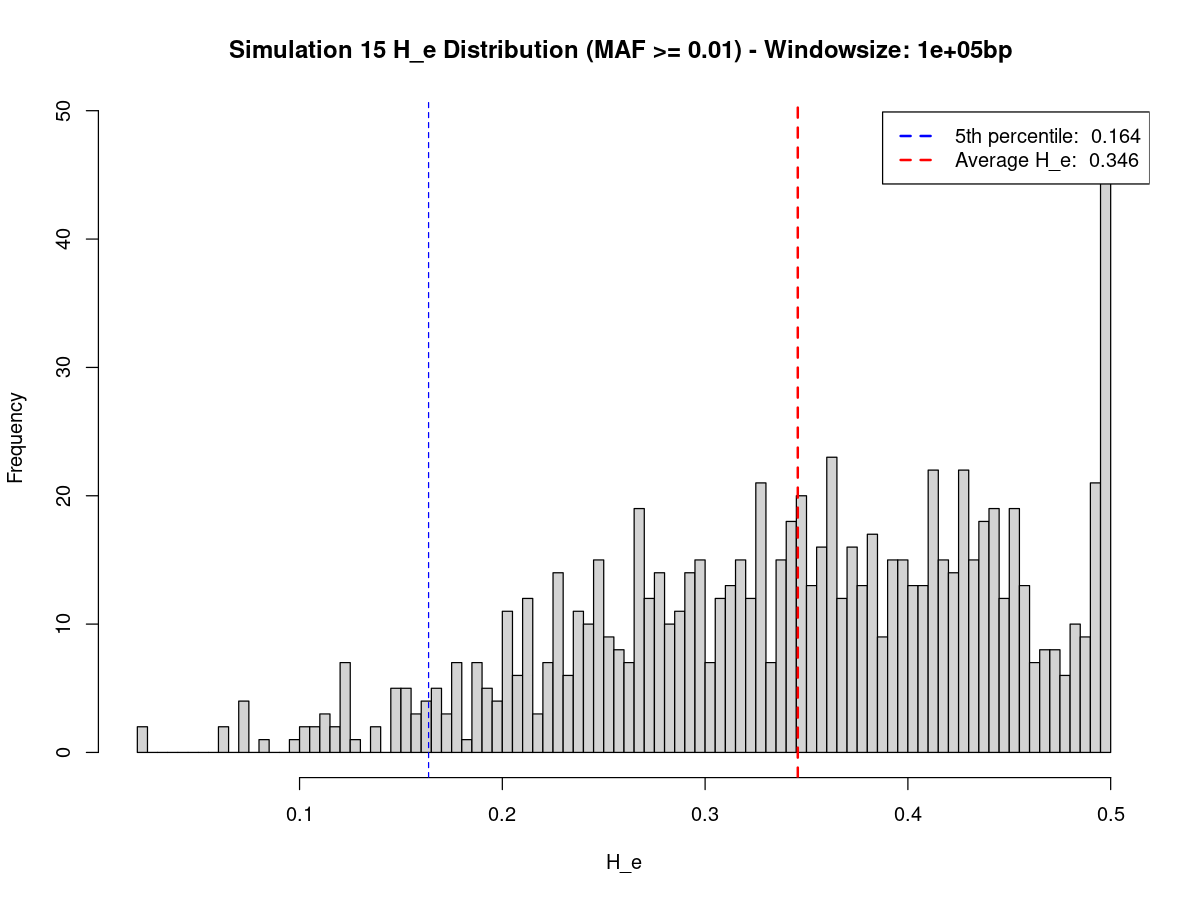 Simulation 15 H_e Distribution (MAF >= 0.01) - Windowsize: 1e+05bp
5th percentile: 0.164
Average H_e: 0.346
Frequency
50
40
30
20
10
0
0.1 0.2 0.3 0.4 0.5
H_e